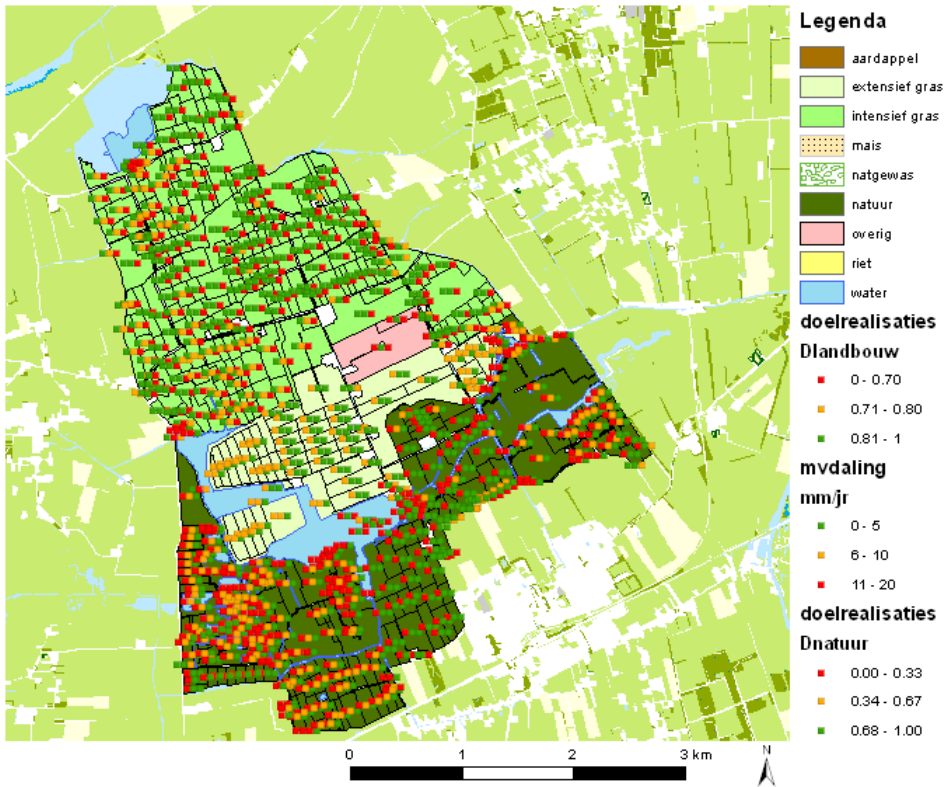 Legenda
aardappel
extensief gras
intensief gras
mais
natgewas
natuur
overig
riet
water
doelrealisaties
Dlandbouw
0 - 0.70
0.71 - 0.80
0.81 - 1
mvdaling
mm/jr
0 - 5
6 - 10
11 - 20
doelrealisaties
Dnatuur
0.00 - 0.33
0.34 - 0.67
0.68 - 1.00
0 1 2 3 km
N